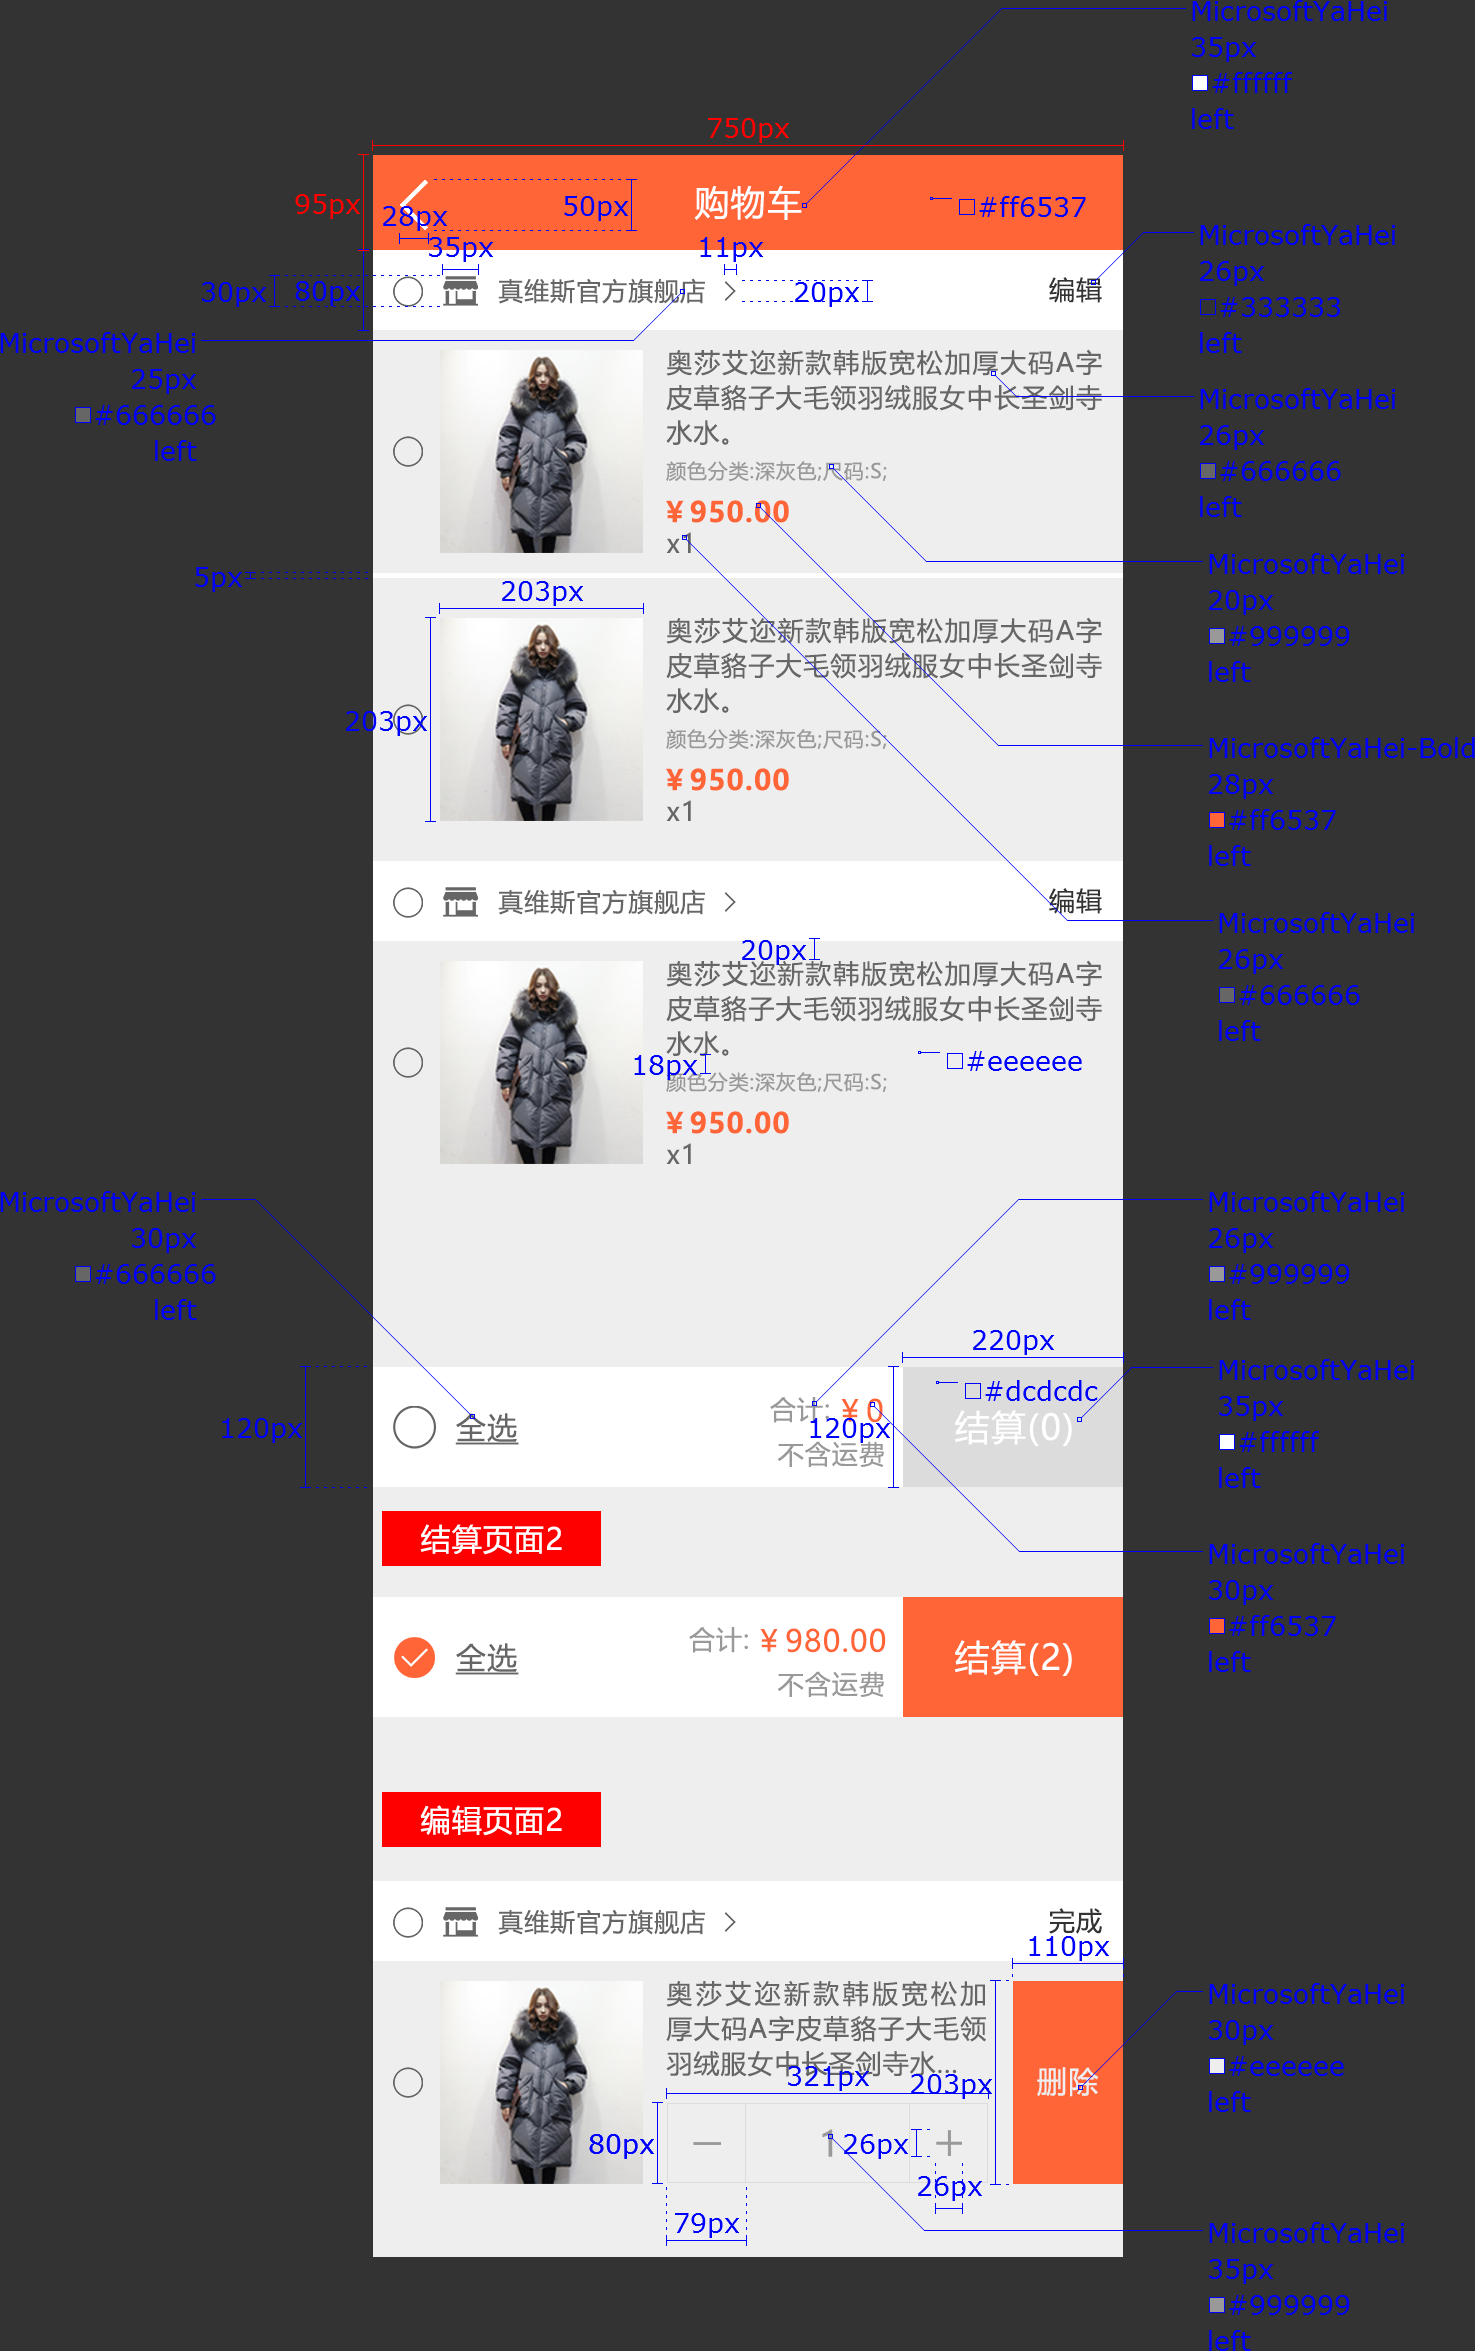 MicrosoftYaHei
35px
#ffffff
left
750px
95px
50px
购物车
#ff6537
28px
35px
11px
MicrosoftYaHei
26px
#333333
left
30px
80px
真维斯官方旗舰店
20px
编辑
MicrosoftYaHei
25px
#666666
left
奥莎艾迩新款韩版宽松加厚大码A字
皮草貉子大毛领羽绒服女中长圣剑寺
水水。
颜色分类:深灰色;尺码:S;
¥950.00
x1
MicrosoftYaHei
26px
#666666
left
5px
203px
MicrosoftYaHei
20px
#999999
left
203px
奥莎艾迩新款韩版宽松加厚大码A字
皮草貉子大毛领羽绒服女中长圣剑寺
水水。
颜色分类:深灰色;尺码:S;
¥950.00
x1
MicrosoftYaHei-Bold
28px
#ff6537
left
真维斯官方旗舰店
编辑
MicrosoftYaHei
26px
#666666
left
20px
奥莎艾迩新款韩版宽松加厚大码A字
皮草貉子大毛领羽绒服女中长圣剑寺
水水。
18px
#eeeeee
颜色分类:深灰色;尺码:S;
¥950.00
x1
MicrosoftYaHei
30px
#666666
left
MicrosoftYaHei
26px
#999999
left
220px
120px
全选
合计:
¥0
120px
不含运费
#dcdcdc
结算(0)
MicrosoftYaHei
35px
#ffffff
left
结算页面2
MicrosoftYaHei
30px
#ff6537
left
全选
合计:
¥980.00
不含运费
结算(2)
编辑页面2
真维斯官方旗舰店
完成
110px
奥莎艾迩新款韩版宽松加
厚大码A字皮草貉子大毛领
羽绒服女中长圣剑寺水...
321px
203px
删除
MicrosoftYaHei
30px
#eeeeee
left
80px
1
26px
26px
79px
MicrosoftYaHei
35px
#999999
left